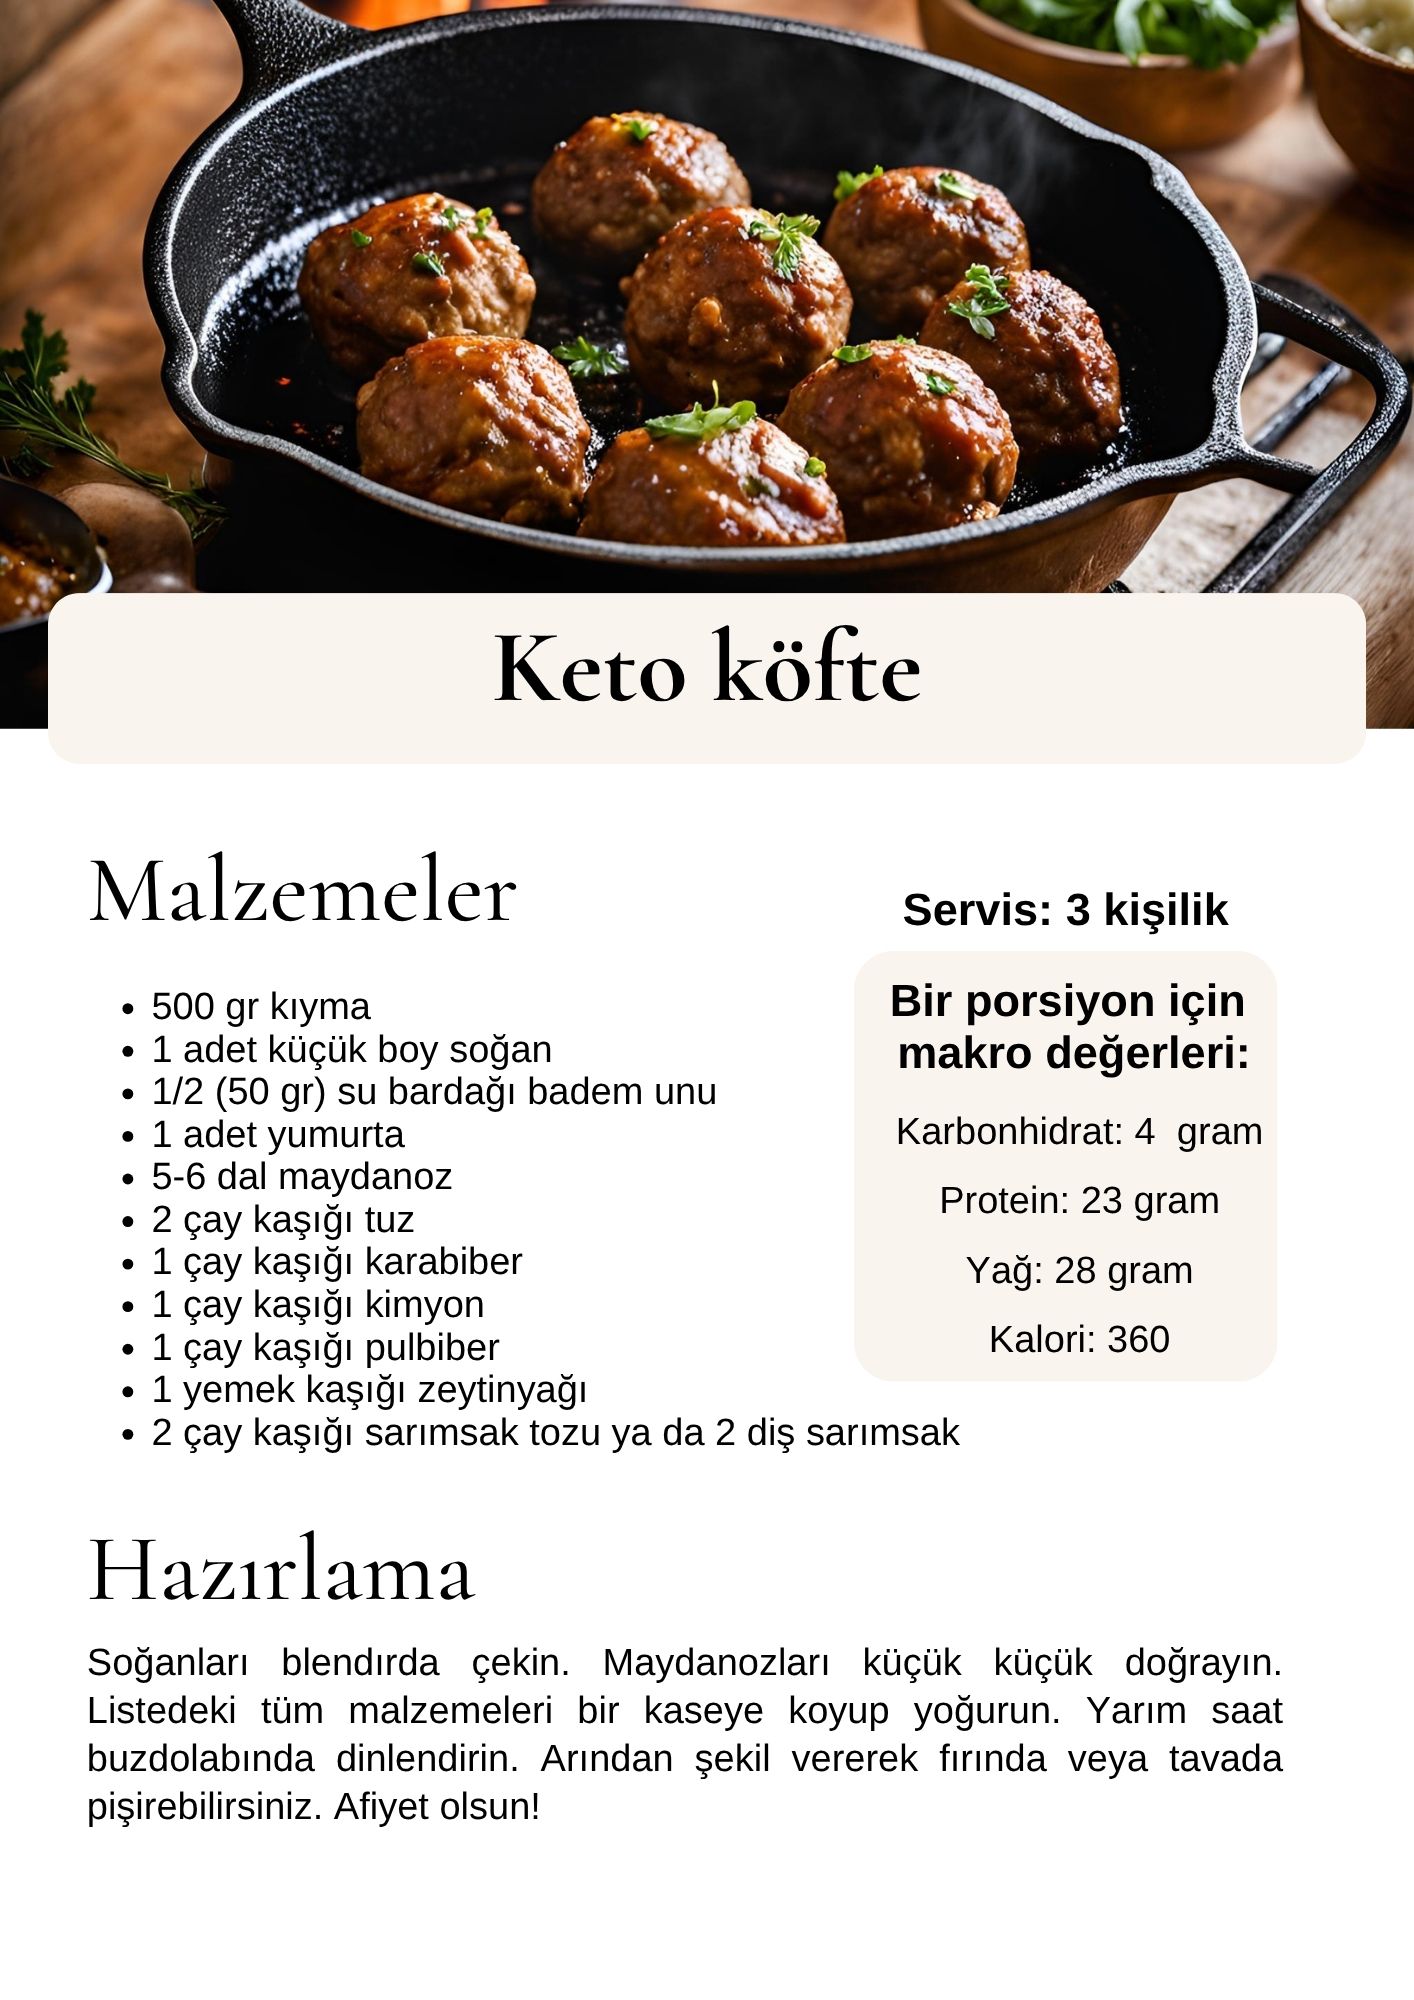 Keto köfte
Malzemeler
500 gr kıyma
1 adet küçük boy soğan
1/2 (50 gr) su bardağı badem unu
1 adet yumurta
5-6 dal maydanoz
2 çay kaşığı tuz
1 çay kaşığı karabiber
1 çay kaşığı kimyon
1 çay kaşığı pulbiber
1 yemek kaşığı zeytinyağı
2 çay kaşığı sarımsak tozu ya da 2 diş sarımsak
Servis: 3 kişilik
Bir porsiyon için
makro değerleri:
Karbonhidrat: 4  gram
Protein: 23 gram
Yağ: 28 gram
Kalori: 360
Hazırlama
Soğanları blendırda çekin. Maydanozları küçük küçük doğrayın.
Listedeki tüm malzemeleri bir kaseye koyup yoğurun. Yarım saat
buzdolabında dinlendirin. Arından şekil vererek fırında veya tavada
pişirebilirsiniz. Afiyet olsun!